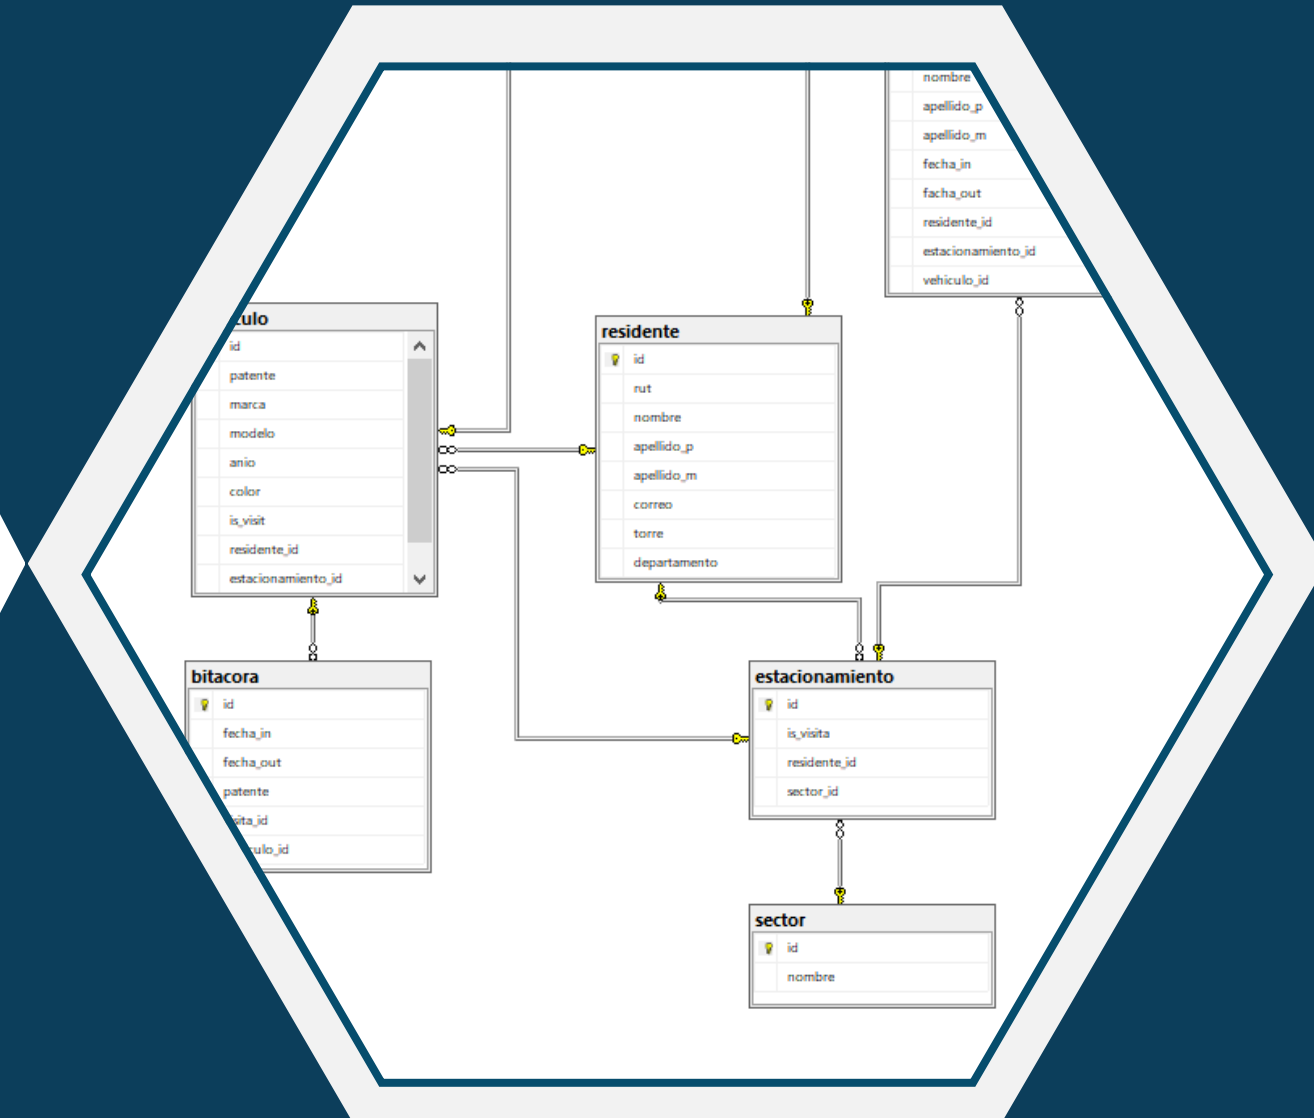 nombre
apellido_p
apellido_m
fecha_in
facha_out
residente_id
estacionamiento_id
vehiculo_id
culo
id
patente
marca
modelo
anio
color
is_visit
residente_id
estacionamiento_id
residente
id
rut
nombre
apellido_p
apellido_m
correo
torre
departamento
bitacora
id
fecha_in
fecha_out
patente
sita_id
culo_id
estacionamiento
id
is_visita
residente_id
sector_id
sector
id
nombre